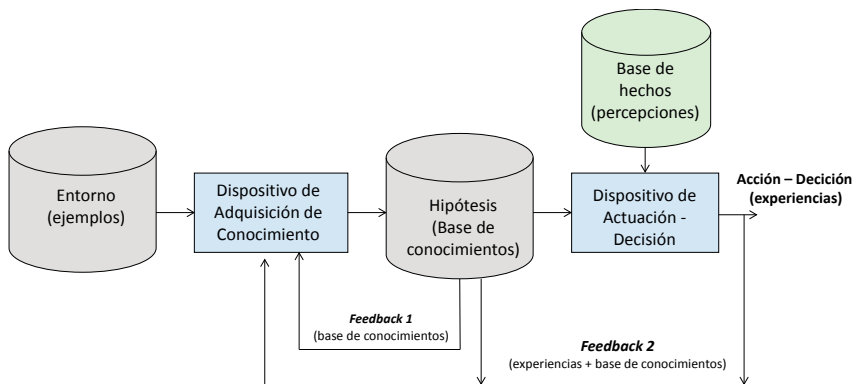 Base de
hechos
(percepciones)
Entorno
(ejemplos)
Dispositivo de
Adquisición de
Conocimiento
Hipótesis
(Base de
conocimientos)
Dispositivo de
Actuación -
Decisión
Acción – Decición
(experiencias)
Feedback 1
(base de conocimientos)
Feedback 2
(experiencias + base de conocimientos)